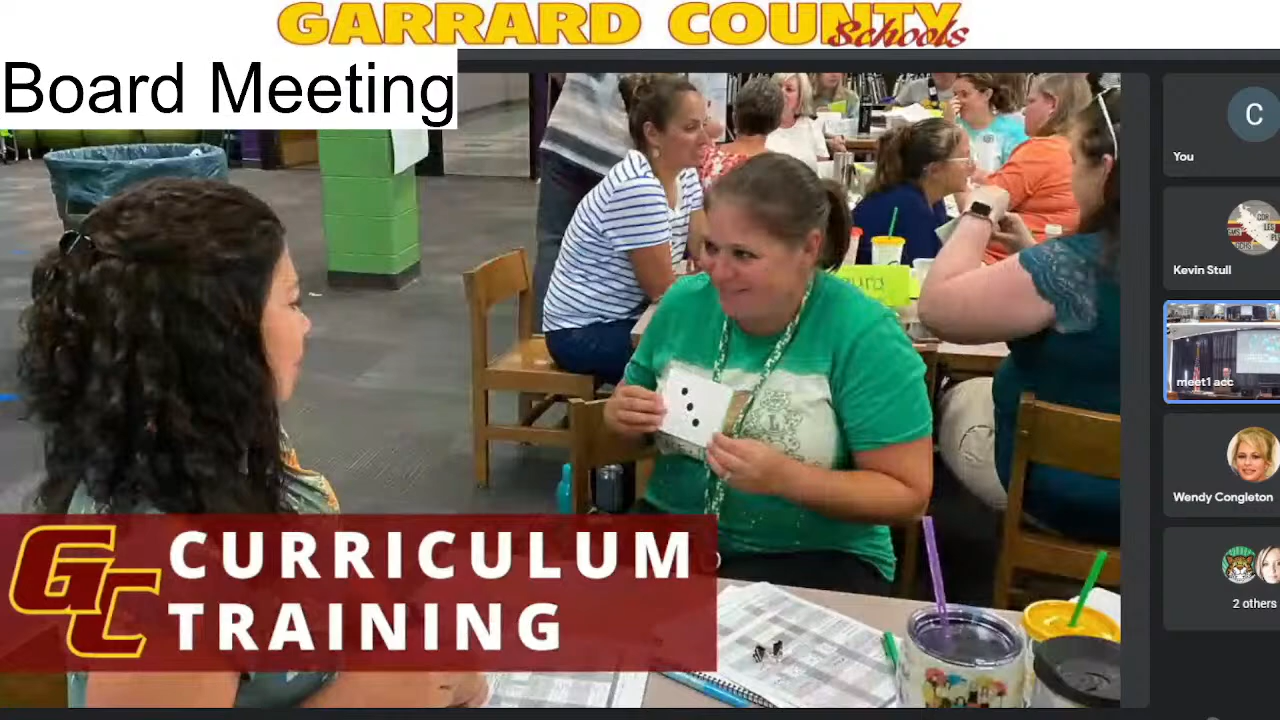 GARRARD COUNTY
Schools
Board Meeting
C
You
Kevin Stull
meet1 acc
Wendy Congleton
2 others
L
GC CURRICULUM
TRAINING